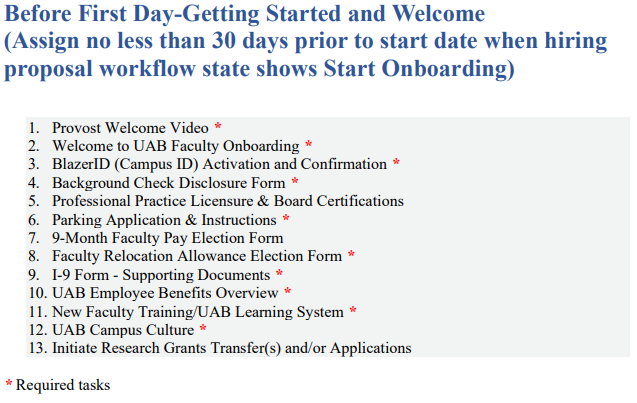 Before First Day-Getting Started and Welcome
(Assign no less than 30 days prior to start date when hiring
proposal workflow state shows Start Onboarding)
1. Provost Welcome Video *
2. Welcome to UAB Faculty Onboarding *
3. BlazerID (Campus ID) Activation and Confirmation *
4. Background Check Disclosure Form *
5. Professional Practice Licensure & Board Certifications
6. Parking Application & Instructions *
7. 9-Month Faculty Pay Election Form
8. Faculty Relocation Allowance Election Form *
9. I-9 Form - Supporting Documents *
10. UAB Employee Benefits Overview *
11. New Faculty Training/UAB Learning System *
12. UAB Campus Culture *
13. Initiate Research Grants Transfer(s) and/or Applications
* Required tasks